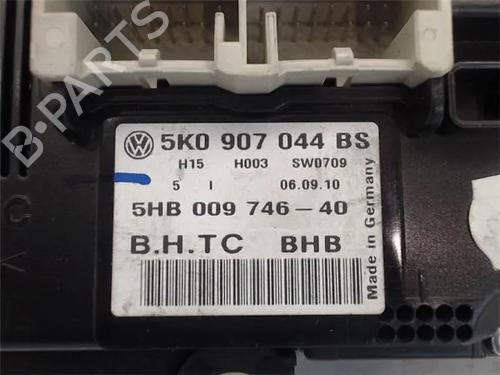 5K0 907 044 BS
H15 H003 SW0709
5 I 06.09.10
5HB 009 746-40
B.H.TC BHB
Made in Germany